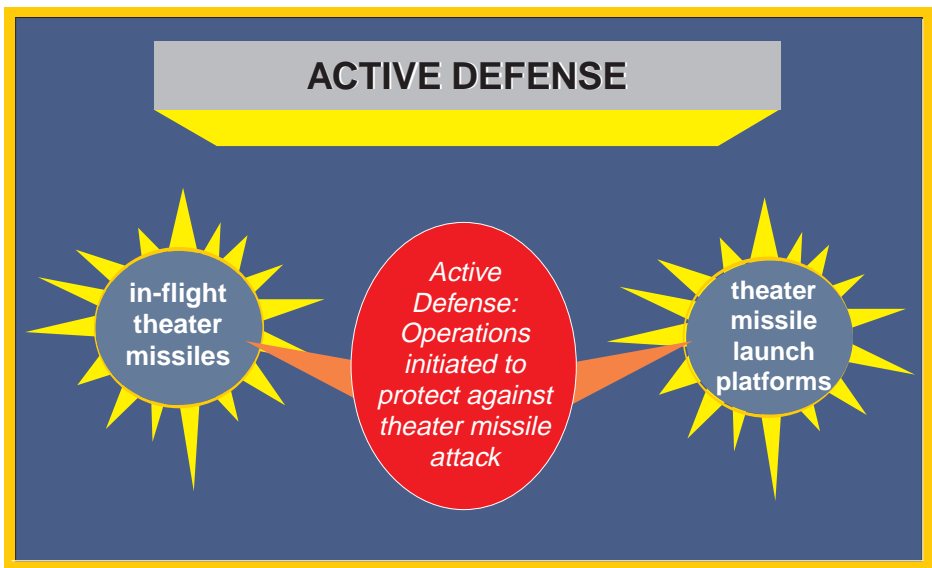 ACTIVE DEFENSE
in-flight
theater
missiles
Active
Defense:
Operations
initiated to
protect against
theater missile
attack
theater
missile
launch
platforms